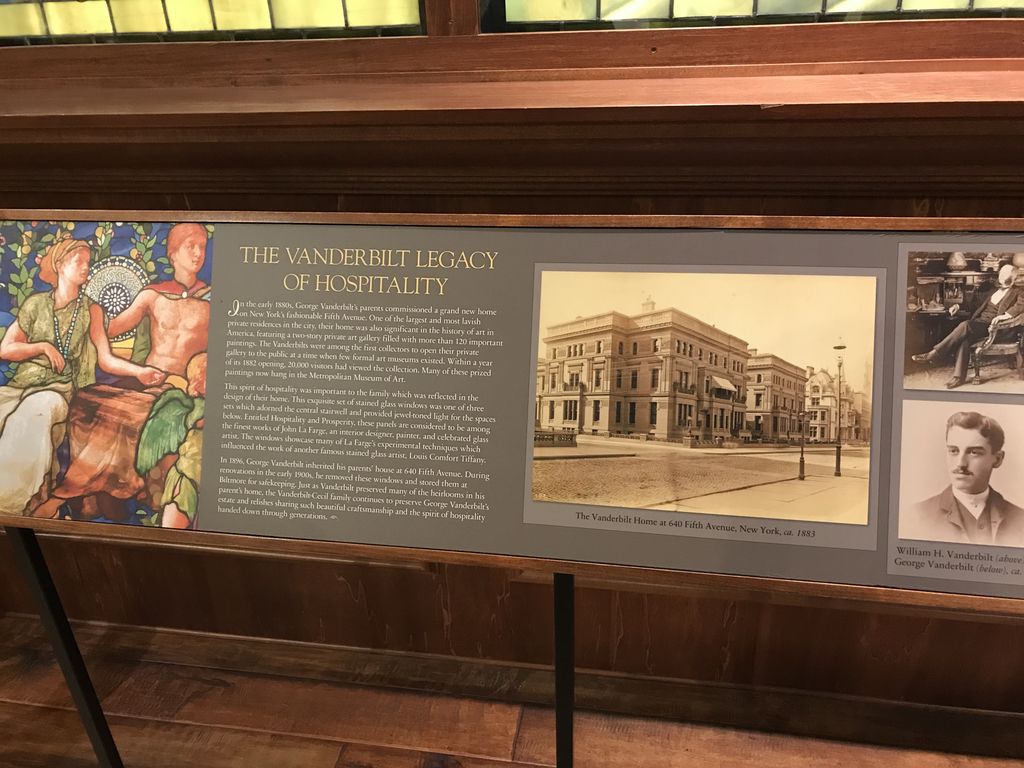 THE VANDERBILT LEGACY
OF HOSPITALITY
In the early 1880s, George Vanderbilt's parents commissioned a grand new home
on New York's fashionable Fifth Avenue. One of the largest and most lavish
private residences in the city, their home was also significant in the history of art in
America, featuring a two-story private art gallery filled with more than 120 important
paintings. The Vanderbilts were among the first collectors to open their private
gallery to the public at a time when few formal art museums existed. Within a year
of its 1882 opening, 20,000 visitors had viewed the collection. Many of these prized
paintings now hang in the Metropolitan Museum of Art.
This spirit of hospitality was important to the family which was reflected in the
design of their home. This exquisite set of stained glass windows was one of three
sets which adorned the central stairwell and provided jewel-toned light for the spaces
below. Entitled Hospitality and Prosperity, these panels are considered to be among
the finest works of John La Farge, an interior designer, painter, and celebrated glass
artist. The windows showcase many of La Farge's experimental techniques which
influenced the work of another famous stained glass artist, Louis Comfort Tiffany.
In 1896, George Vanderbilt inherited his parents' house at 640 Fifth Avenue. During
renovations in the early 1900s, he removed these windows and stored them at
Biltmore for safekeeping. Just as Vanderbilt preserved many of the heirlooms in his
parent's home, the Vanderbilt-Cecil family continues to preserve George Vanderbilt's
estate and relishes sharing such beautiful craftsmanship and the spirit of hospitality
handed down through generations.
The Vanderbilt Home at 640 Fifth Avenue, New York, ca. 1883
William H. Vanderbilt (above
George Vanderbilt (below), ca.